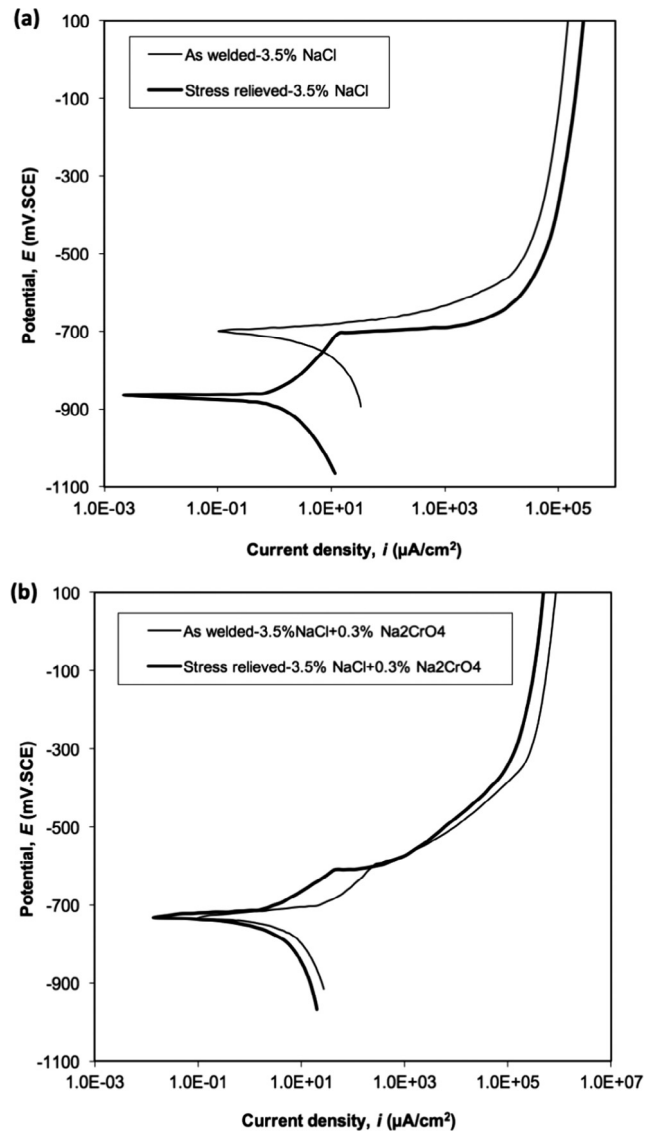 (a)
100
-100
-300
-500
-700
-900
-1100
Potential, E (mV.SCE)
As welded-3.5% NaCl
Stress relieved-3.5% NaCl
1.0E-03 1.0E-01 1.0E+01 1.0E+03 1.0E+05
Current density, i (µA/cm²)
(b)
100
-100
-300
-500
-700
-900
-1100
Potential, E (mV.SCE)
As welded-3.5%NaCl+0.3% Na2CrO4
Stress relieved-3.5% NaCl+0.3% Na2CrO4
1.0E-03 1.0E-01 1.0E+01 1.0E+03 1.0E+05 1.0E+07
Current density, i (µA/cm²)